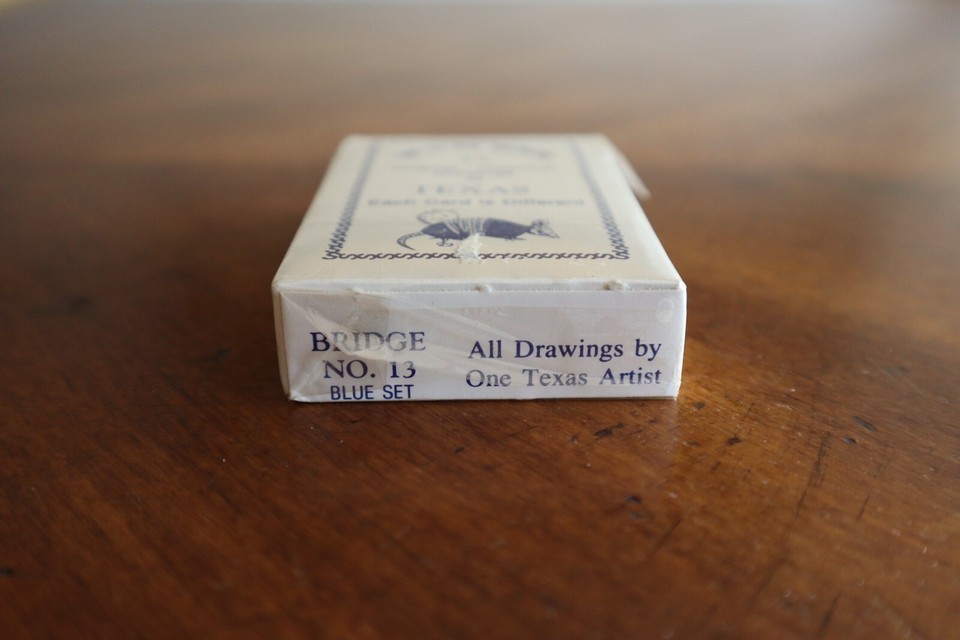 TEXAS
Each Card is Different
BRIDGE
NO. 13
BLUE SET
All Drawings by
One Texas Artist